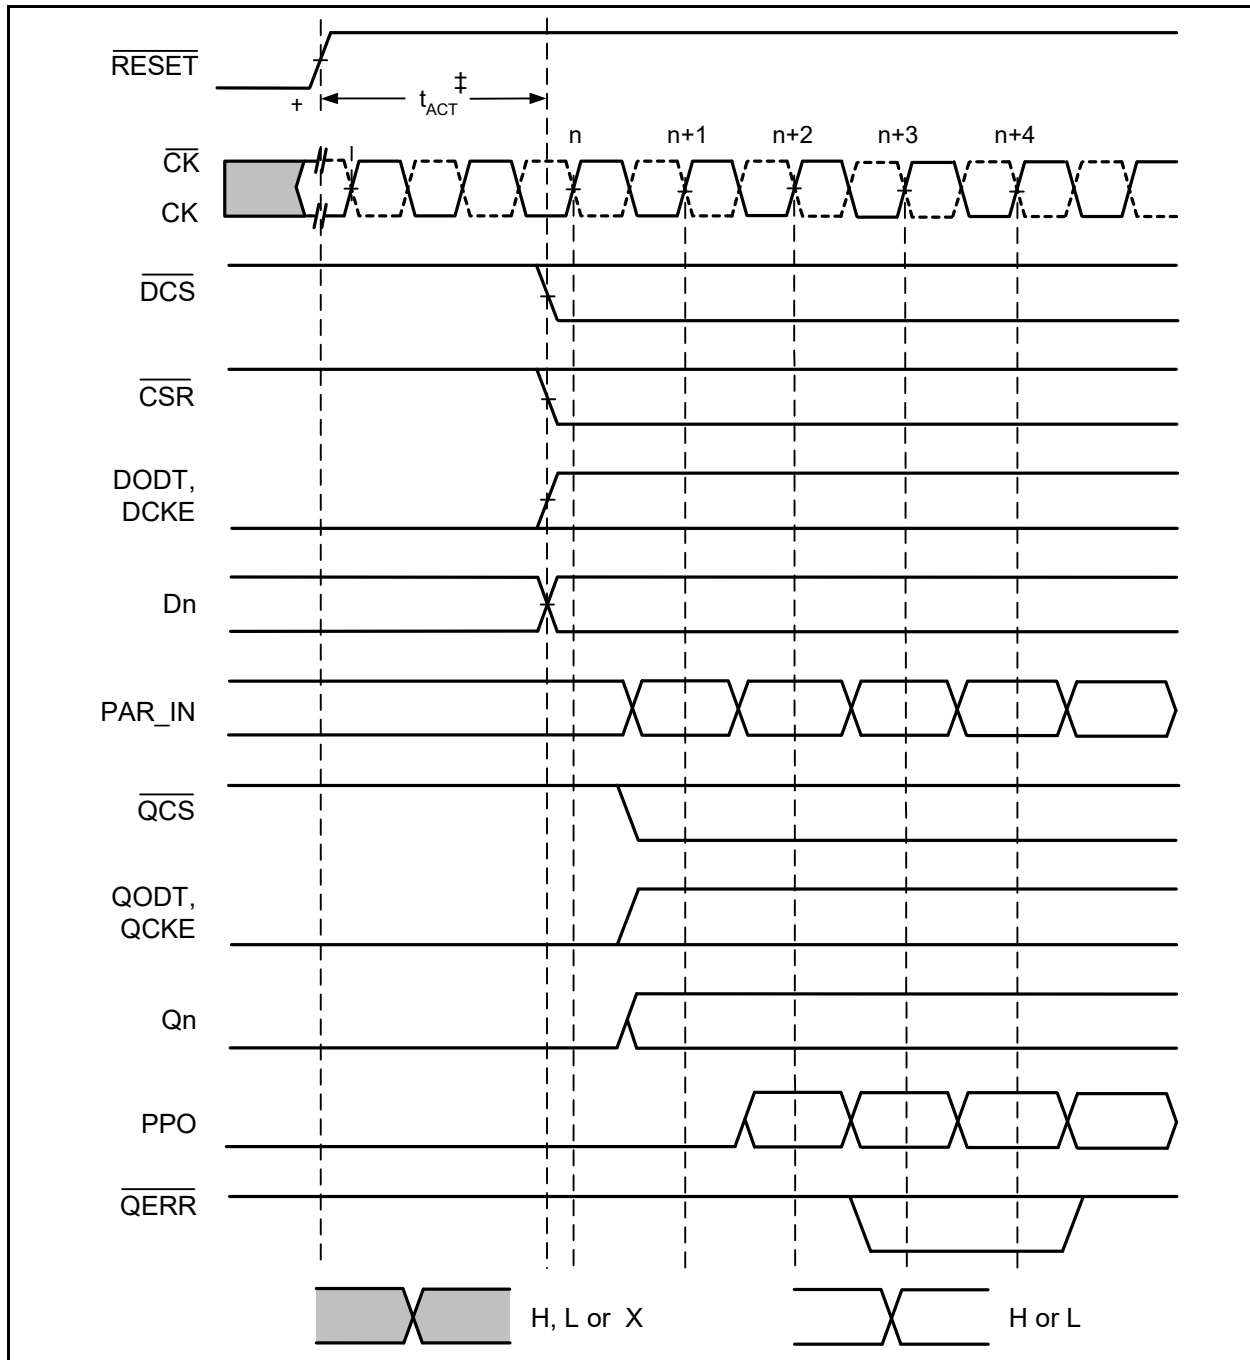 RESET
+
tACT ‡
n n+1 n+2 n+3 n+4
CK
CK
DCS
CSR
DODT,
DCKE
Dn
PAR_IN
QCS
QODT,
QCKE
Qn
PPO
QERR
H, L or X
H or L